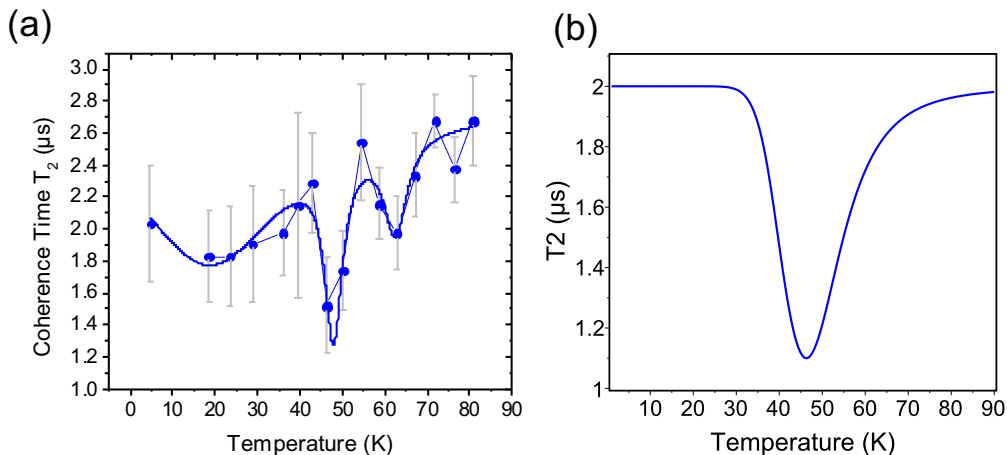 (a)
Coherence Time T_2 (μs)
3.0
2.8
2.6
2.4
2.2
2.0
1.8
1.6
1.4
1.2
1.0
0 10 20 30 40 50 60 70 80 90
Temperature (K)
(b)
T2 (μs)
2
1.8
1.6
1.4
1.2
1
10 20 30 40 50 60 70 80 90
Temperature (K)